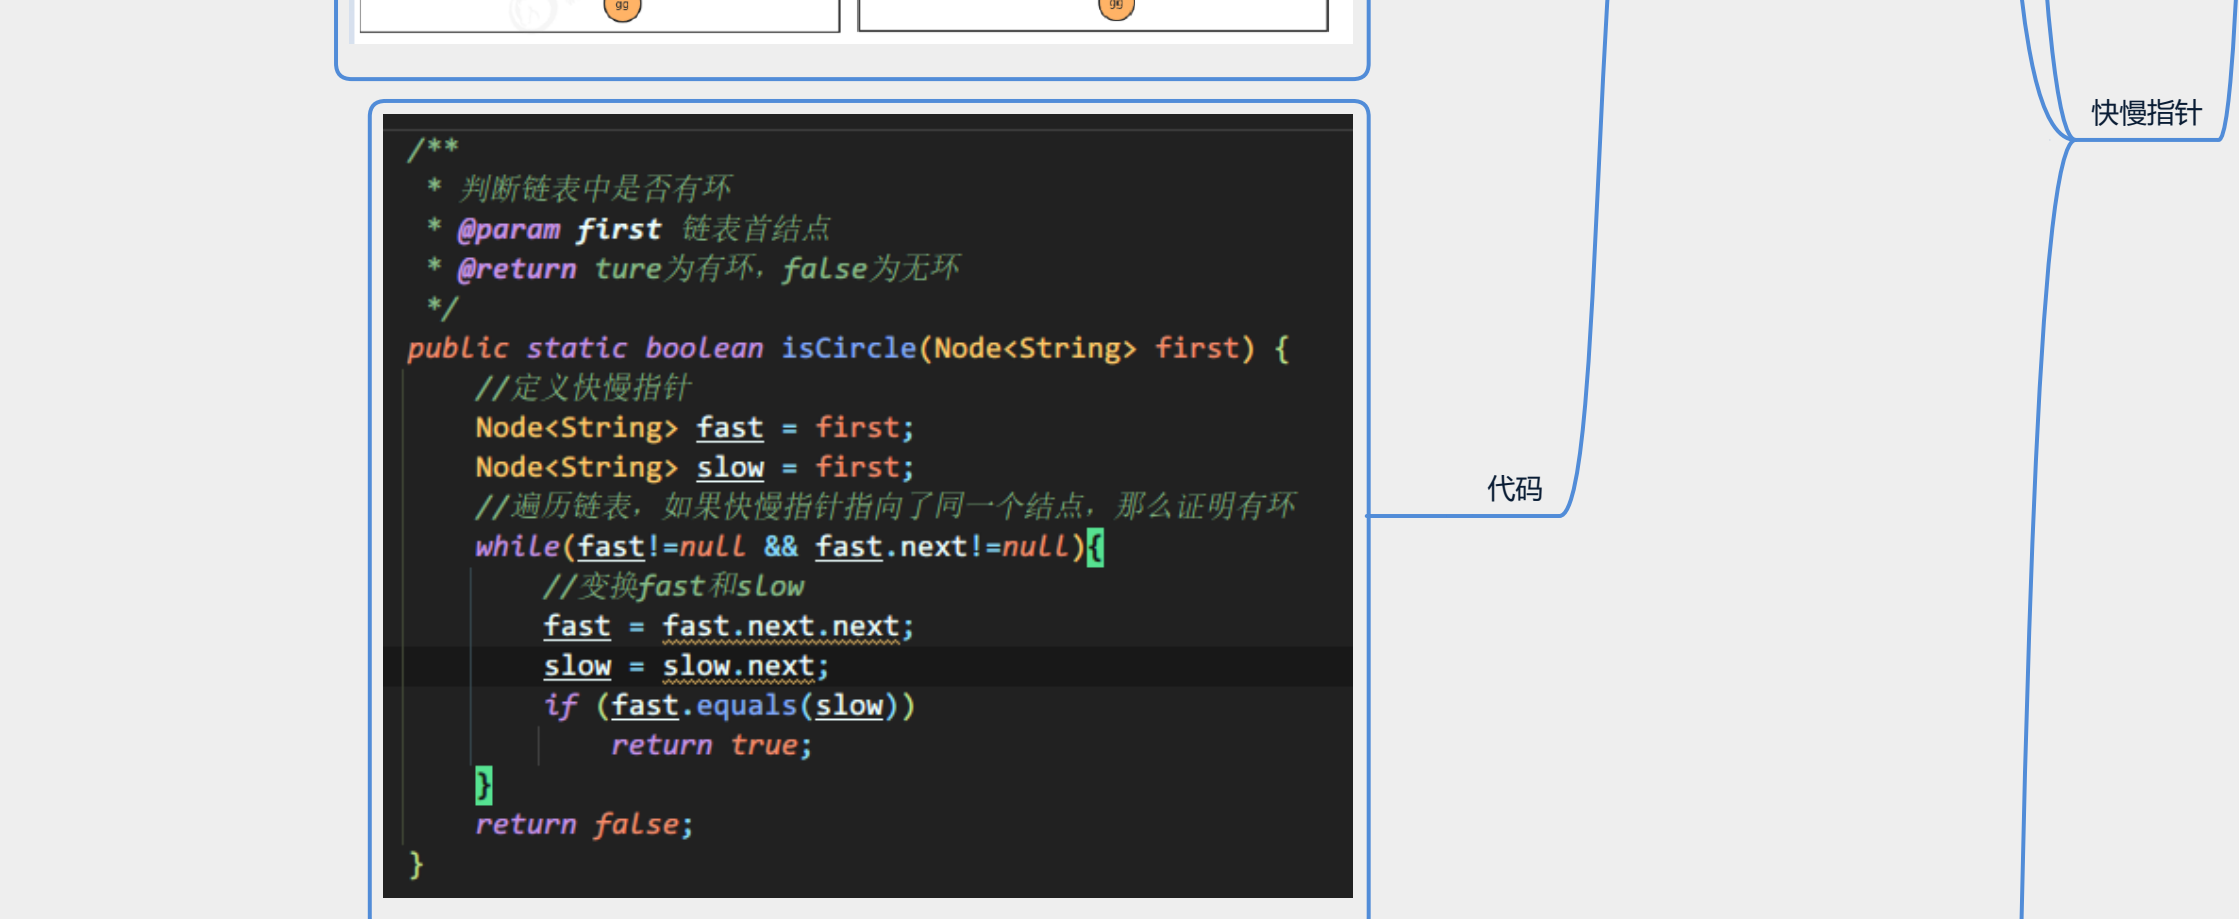 gg
gg
快慢指针
/**
* 判断链表中是否有环
* @param first 链表首结点
* @return ture为有环，false为无环
*/
public static boolean isCircle(Node<String> first) {
//定义快慢指针
Node<String> fast = first;
Node<String> slow = first;
//遍历链表，如果快慢指针指向了同一个结点，那么证明有环
while(fast!=null && fast.next!=null){
//变换fast和slow
fast = fast.next.next;
slow = slow.next;
if (fast.equals(slow))
return true;
}
return false;
}
代码